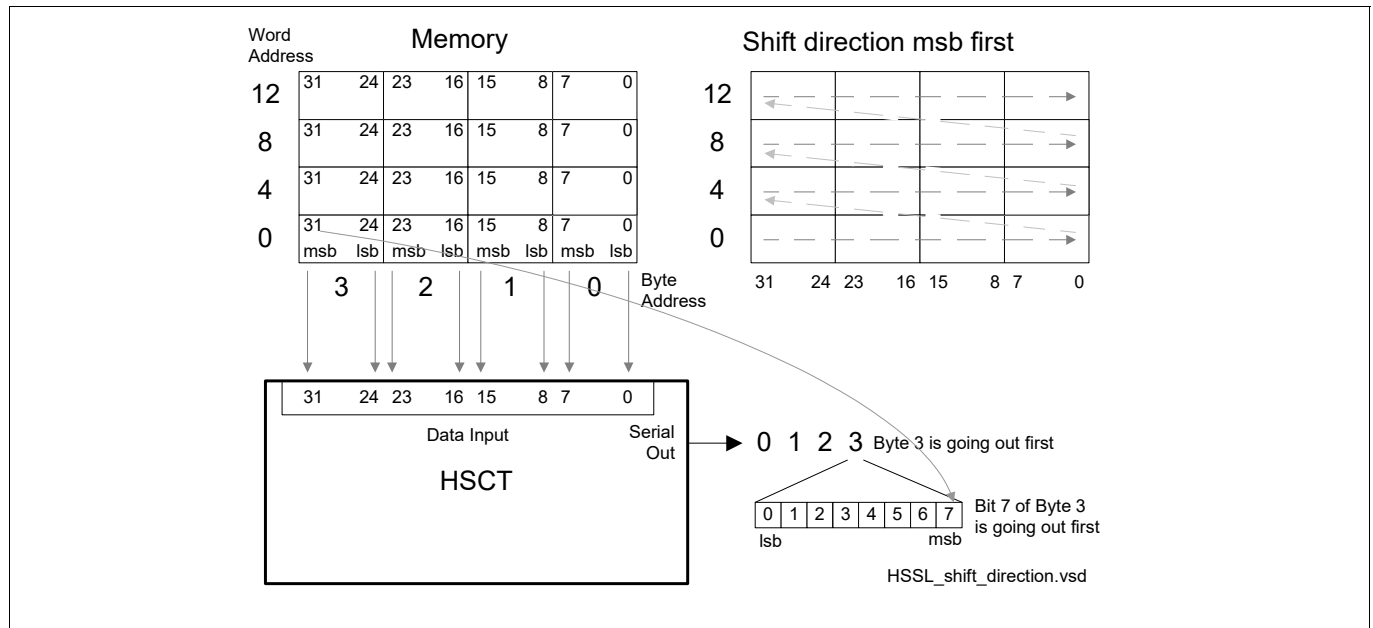 Word
Address
Memory
Shift direction msb first
12 31 24 23 16 15 8 7 0 12
8 31 24 23 16 15 8 7 0 8
4 31 24 23 16 15 8 7 0 4
0 31 24 23 16 15 8 7 0 0
msb lsb msb lsb msb lsb msb lsb
3 2 1 0 Byte
Address
31 24 23 16 15 8 7 0
31 24 23 16 15 8 7 0
Data Input
Serial
Out
HSCT
0 1 2 3 Byte 3 is going out first
0 1 2 3 4 5 6 7
lsb msb
Bit 7 of Byte 3
is going out first
HSSL_shift_direction.vsd